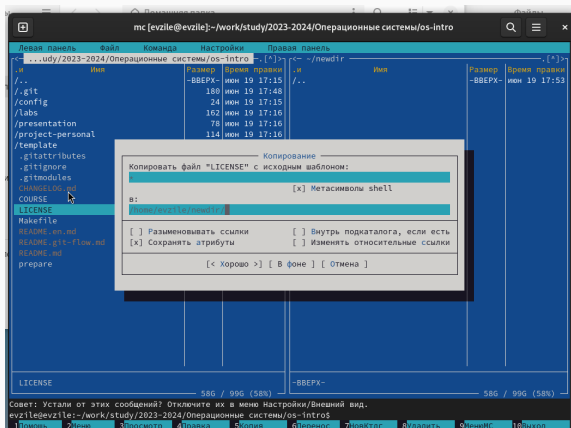 mc [evzile@evzile]:~/work/study/2023-2024/Операционные системы/os-intro
Левая панель Файл Команда Настройки Правая панель
...udy/2023-2024/Операционные системы/os-intro .[^]> <- ~/newdir .[^]>
.и Имя Размер Время правки .и Имя Размер Время правки
/.. -ВВЕРХ- июн 19 17:15 /.. -ВВЕРХ- июн 19 17:53
/.git 180 июн 19 17:48
/config 24 июн 19 17:15
/labs 162 июн 19 17:16
/presentation 78 июн 19 17:16
/project-personal 114 июн 19 17:16
/template
.gitattributes
.gitignore
.gitmodules
CHANGELOG.md
COURSE
LICENSE
Makefile
README.en.md
README.git-flow.md
README.md
prepare
Копирование
Копировать файл "LICENSE" с исходным шаблоном:
*
[x] Метасимволы shell
в:
/home/evzile/newdir/
[ ] Разыменовывать ссылки [ ] Внутрь подкаталога, если есть
[x] Сохранять атрибуты [ ] Изменять относительные ссылки
[< Хорошо >] [ В фоне ] [ Отмена ]
LICENSE -ВВЕРХ-
58G / 99G (58%) 58G / 99G (58%)
Совет: Устали от этих сообщений? Отключите их в меню Настройки/Внешний вид.
evzile@evzile:~/work/study/2023-2024/Операционные системы/os-intro$
1Помощь 2Меню 3Просмотр 4Правка 5Копия 6Перенос 7НовКтлг 8Удалить 9МенюMC 10Выход